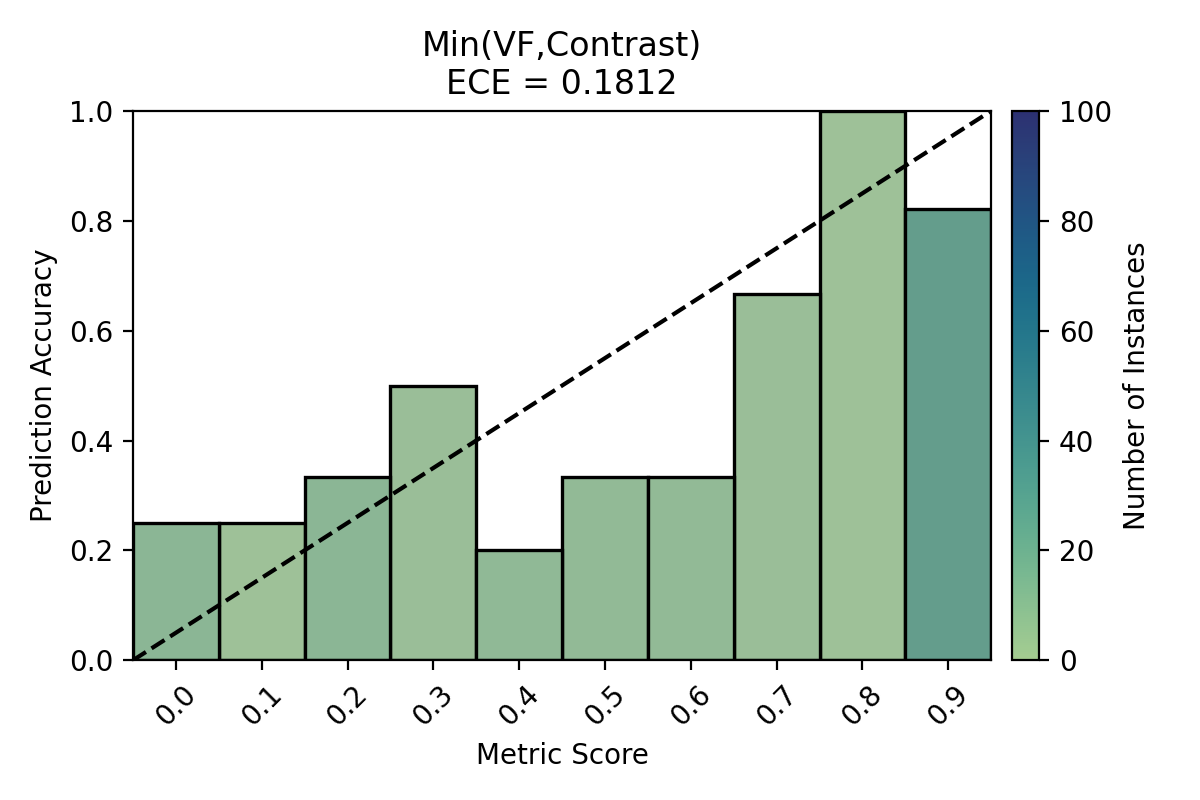 Min(VF,Contrast)
ECE = 0.1812
1.0
0.8
0.6
0.4
0.2
0.0
Prediction Accuracy
0.0 0.1 0.2 0.3 0.4 0.5 0.6 0.7 0.8 0.9
Metric Score
100
80
60
40
20
0
Number of Instances